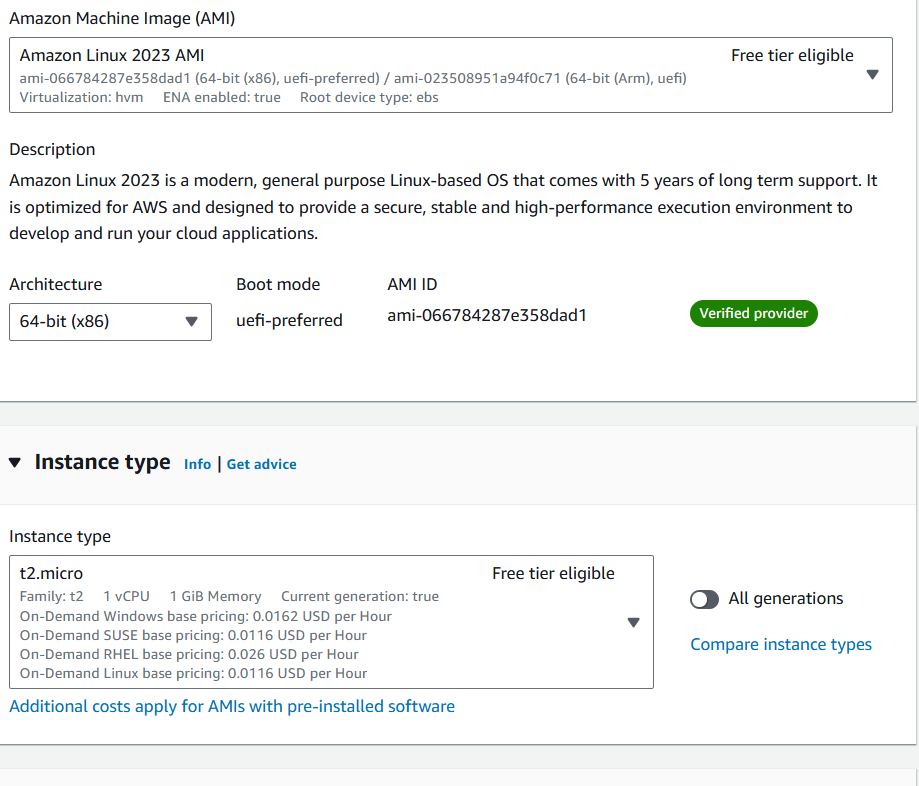 Amazon Machine Image (AMI)
Amazon Linux 2023 AMI Free tier eligible
ami-066784287e358dad1 (64-bit (x86), uefi-preferred) / ami-023508951a94f0c71 (64-bit (Arm), uefi)
Virtualization: hvm ENA enabled: true Root device type: ebs
Description
Amazon Linux 2023 is a modern, general purpose Linux-based OS that comes with 5 years of long term support. It
is optimized for AWS and designed to provide a secure, stable and high-performance execution environment to
develop and run your cloud applications.
Architecture Boot mode AMI ID
64-bit (x86) uefi-preferred ami-066784287e358dad1 Verified provider
Instance type Info | Get advice
Instance type
t2.micro Free tier eligible
Family: t2 1 vCPU 1 GiB Memory Current generation: true
On-Demand Windows base pricing: 0.0162 USD per Hour
On-Demand SUSE base pricing: 0.0116 USD per Hour
On-Demand RHEL base pricing: 0.026 USD per Hour
On-Demand Linux base pricing: 0.0116 USD per Hour
All generations
Compare instance types
Additional costs apply for AMIs with pre-installed software